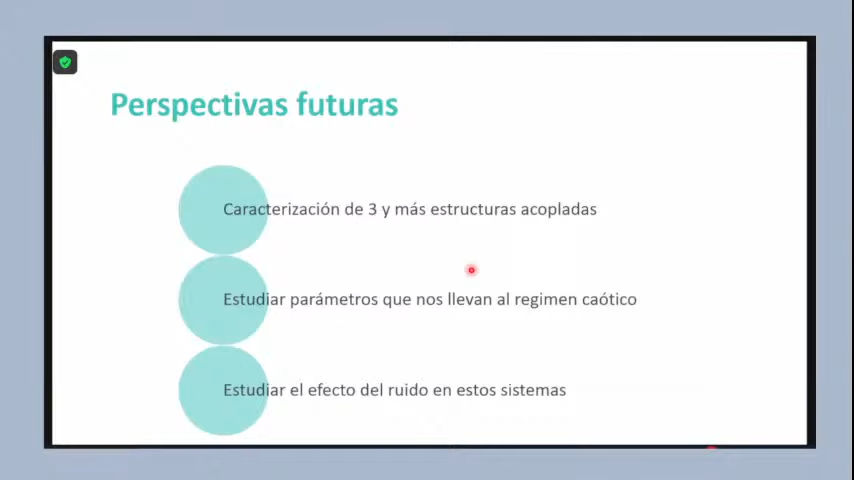 Perspectivas futuras
Caracterización de 3 y más estructuras acopladas
Estudiar parámetros que nos llevan al regimen caótico
Estudiar el efecto del ruido en estos sistemas